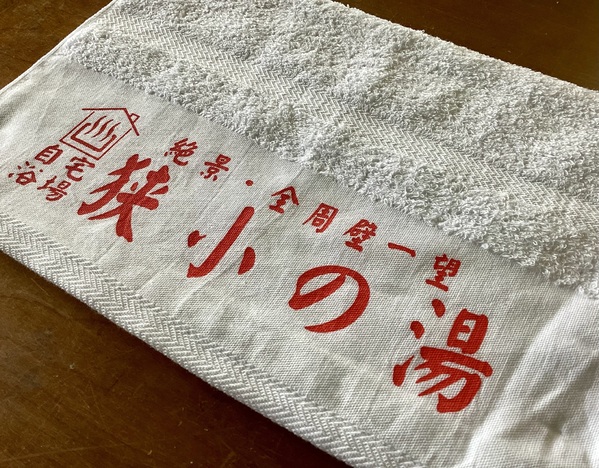 自宅
浴場
絶景・全周壁一望
狭小の湯